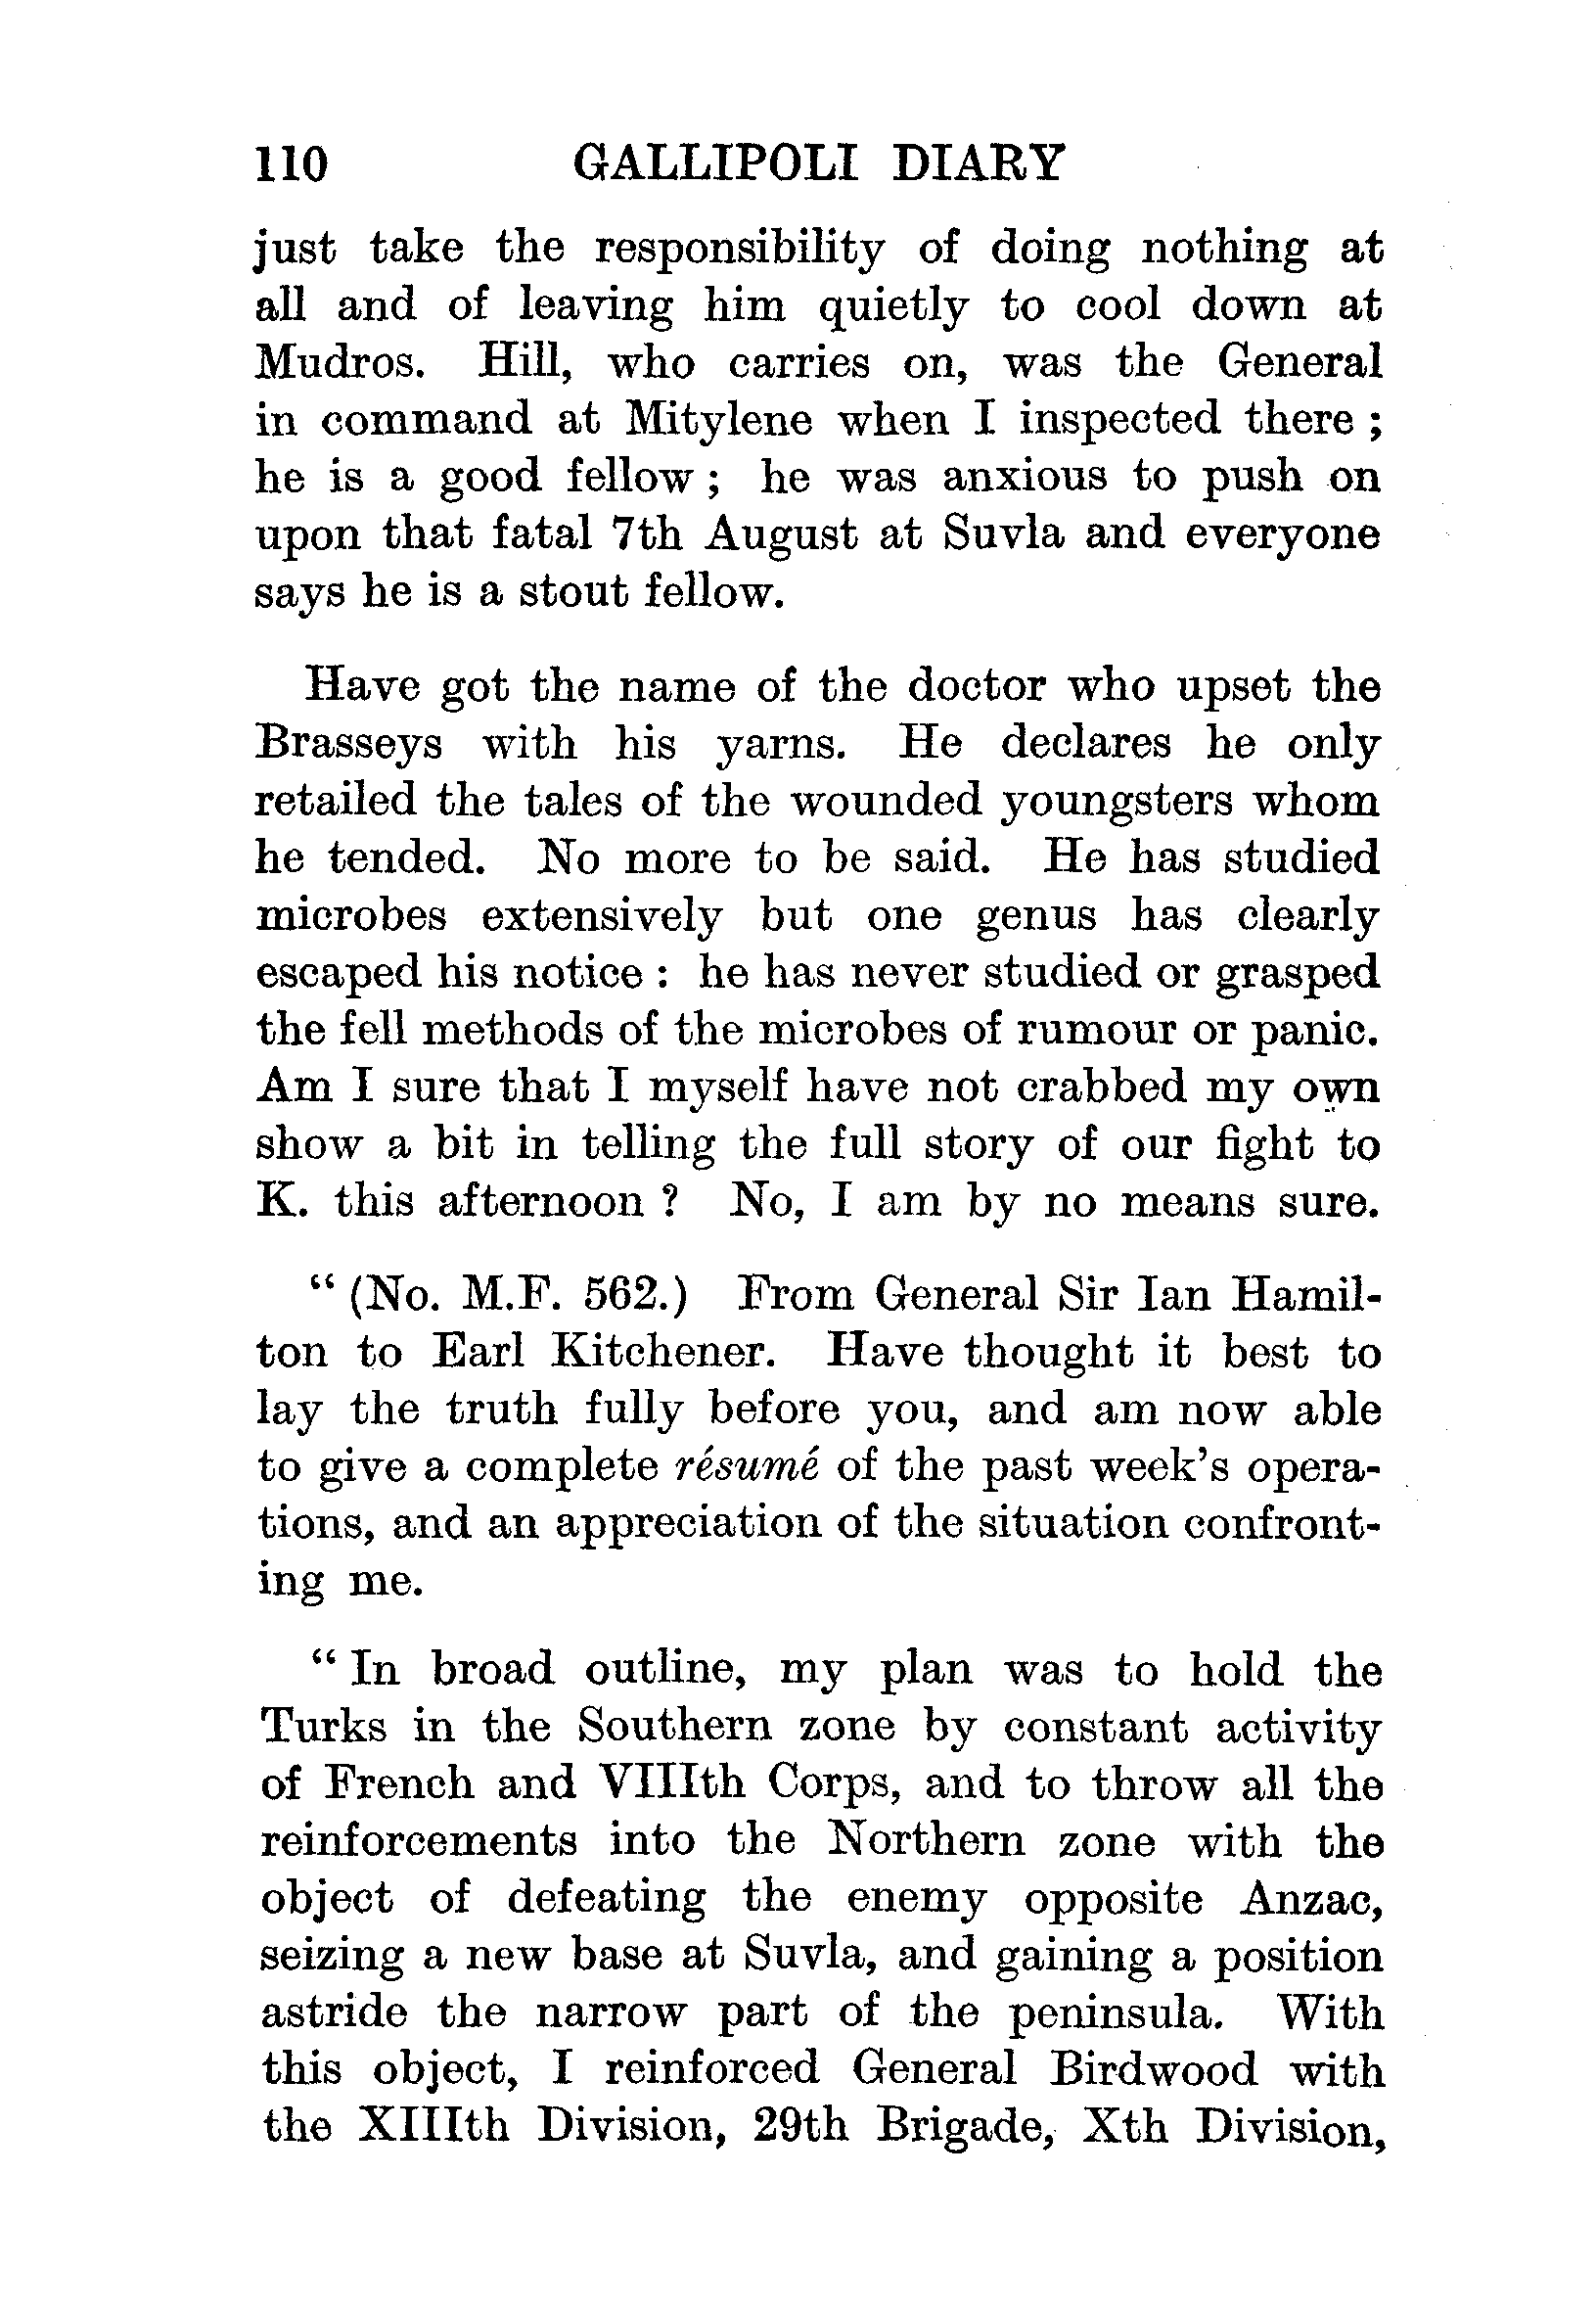 110 GALLIPOLI DIARY
just take the responsibility of doing nothing at
all and of leaving him quietly to cool down at
Mudros. Hill, who carries on, was the General
in command at Mitylene when I inspected there ;
he is a good fellow ; he was anxious to push on
upon that fatal 7th August at Suvla and everyone
says he is a stout fellow.
Have got the name of the doctor who upset the
Brasseys with his yarns. He declares he only
retailed the tales of the wounded youngsters whom
he tended. No more to be said. He has studied
microbes extensively but one genus has clearly
escaped his notice : he has never studied or grasped
the fell methods of the microbes of rumour or panic.
Am I sure that I myself have not crabbed my own
show a bit in telling the full story of our fight to
K. this afternoon ? No, I am by no means sure.
“ (No. M.F. 562.) From General Sir Ian Hamil-
ton to Earl Kitchener. Have thought it best to
lay the truth fully before you, and am now able
to give a complete résumé of the past week's opera-
tions, and an appreciation of the situation confront-
ing me.
“ In broad outline, my plan was to hold the
Turks in the Southern zone by constant activity
of French and VIIIth Corps, and to throw all the
reinforcements into the Northern zone with the
object of defeating the enemy opposite Anzac,
seizing a new base at Suvla, and gaining a position
astride the narrow part of the peninsula. With
this object, I reinforced General Birdwood with
the XIIIth Division, 29th Brigade, Xth Division,